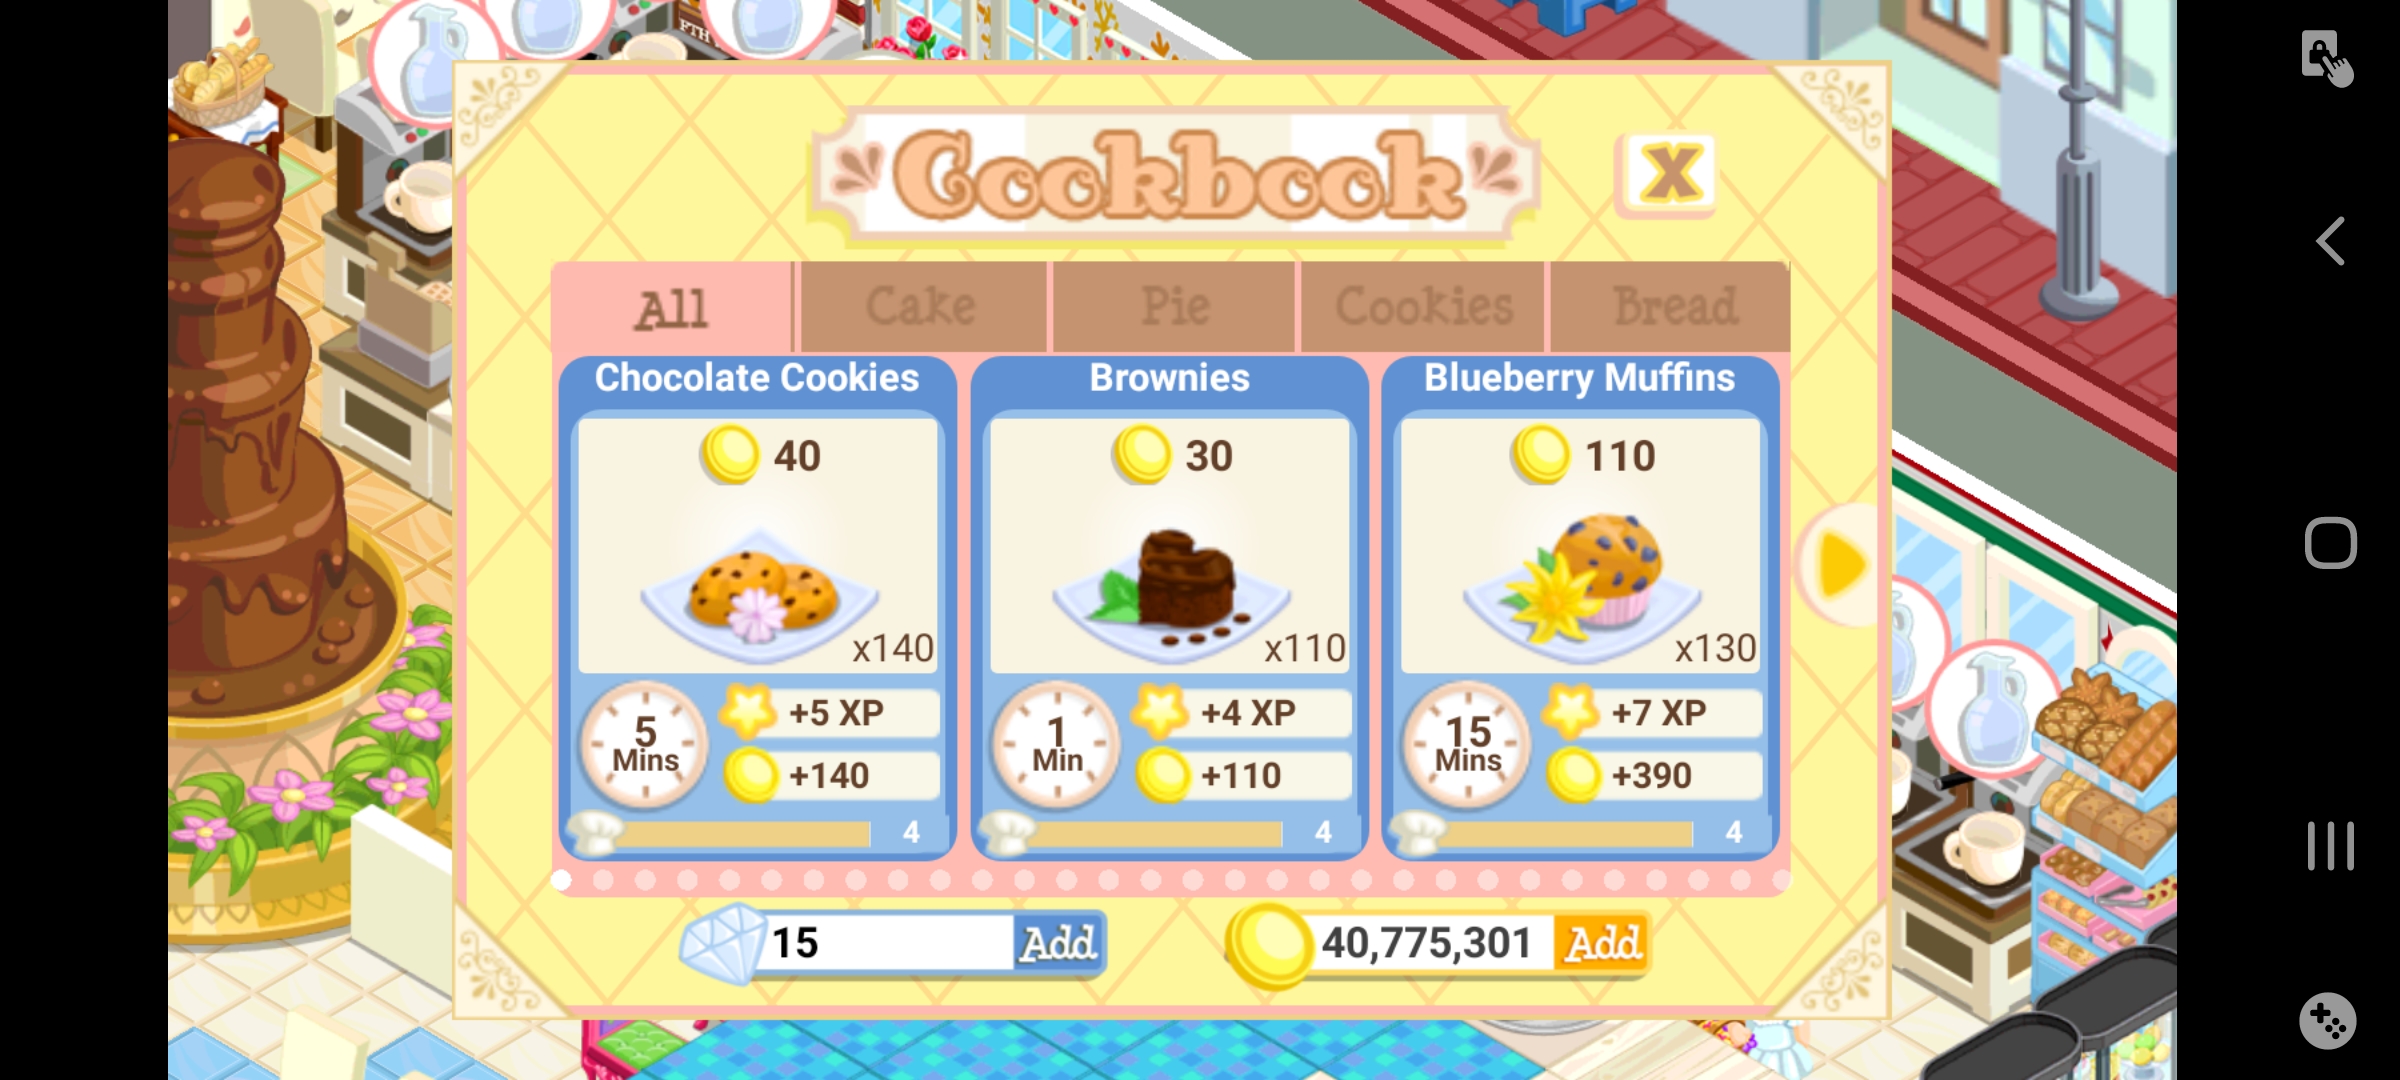 PTH
Cookbook
X
All Cake Pie Cookies Bread
Chocolate Cookies
40
x140
5
Mins
+5 XP
+140
4
Brownies
30
x110
1
Min
+4 XP
+110
4
Blueberry Muffins
110
x130
15
Mins
+7 XP
+390
4
15 Add
40,775,301 Add